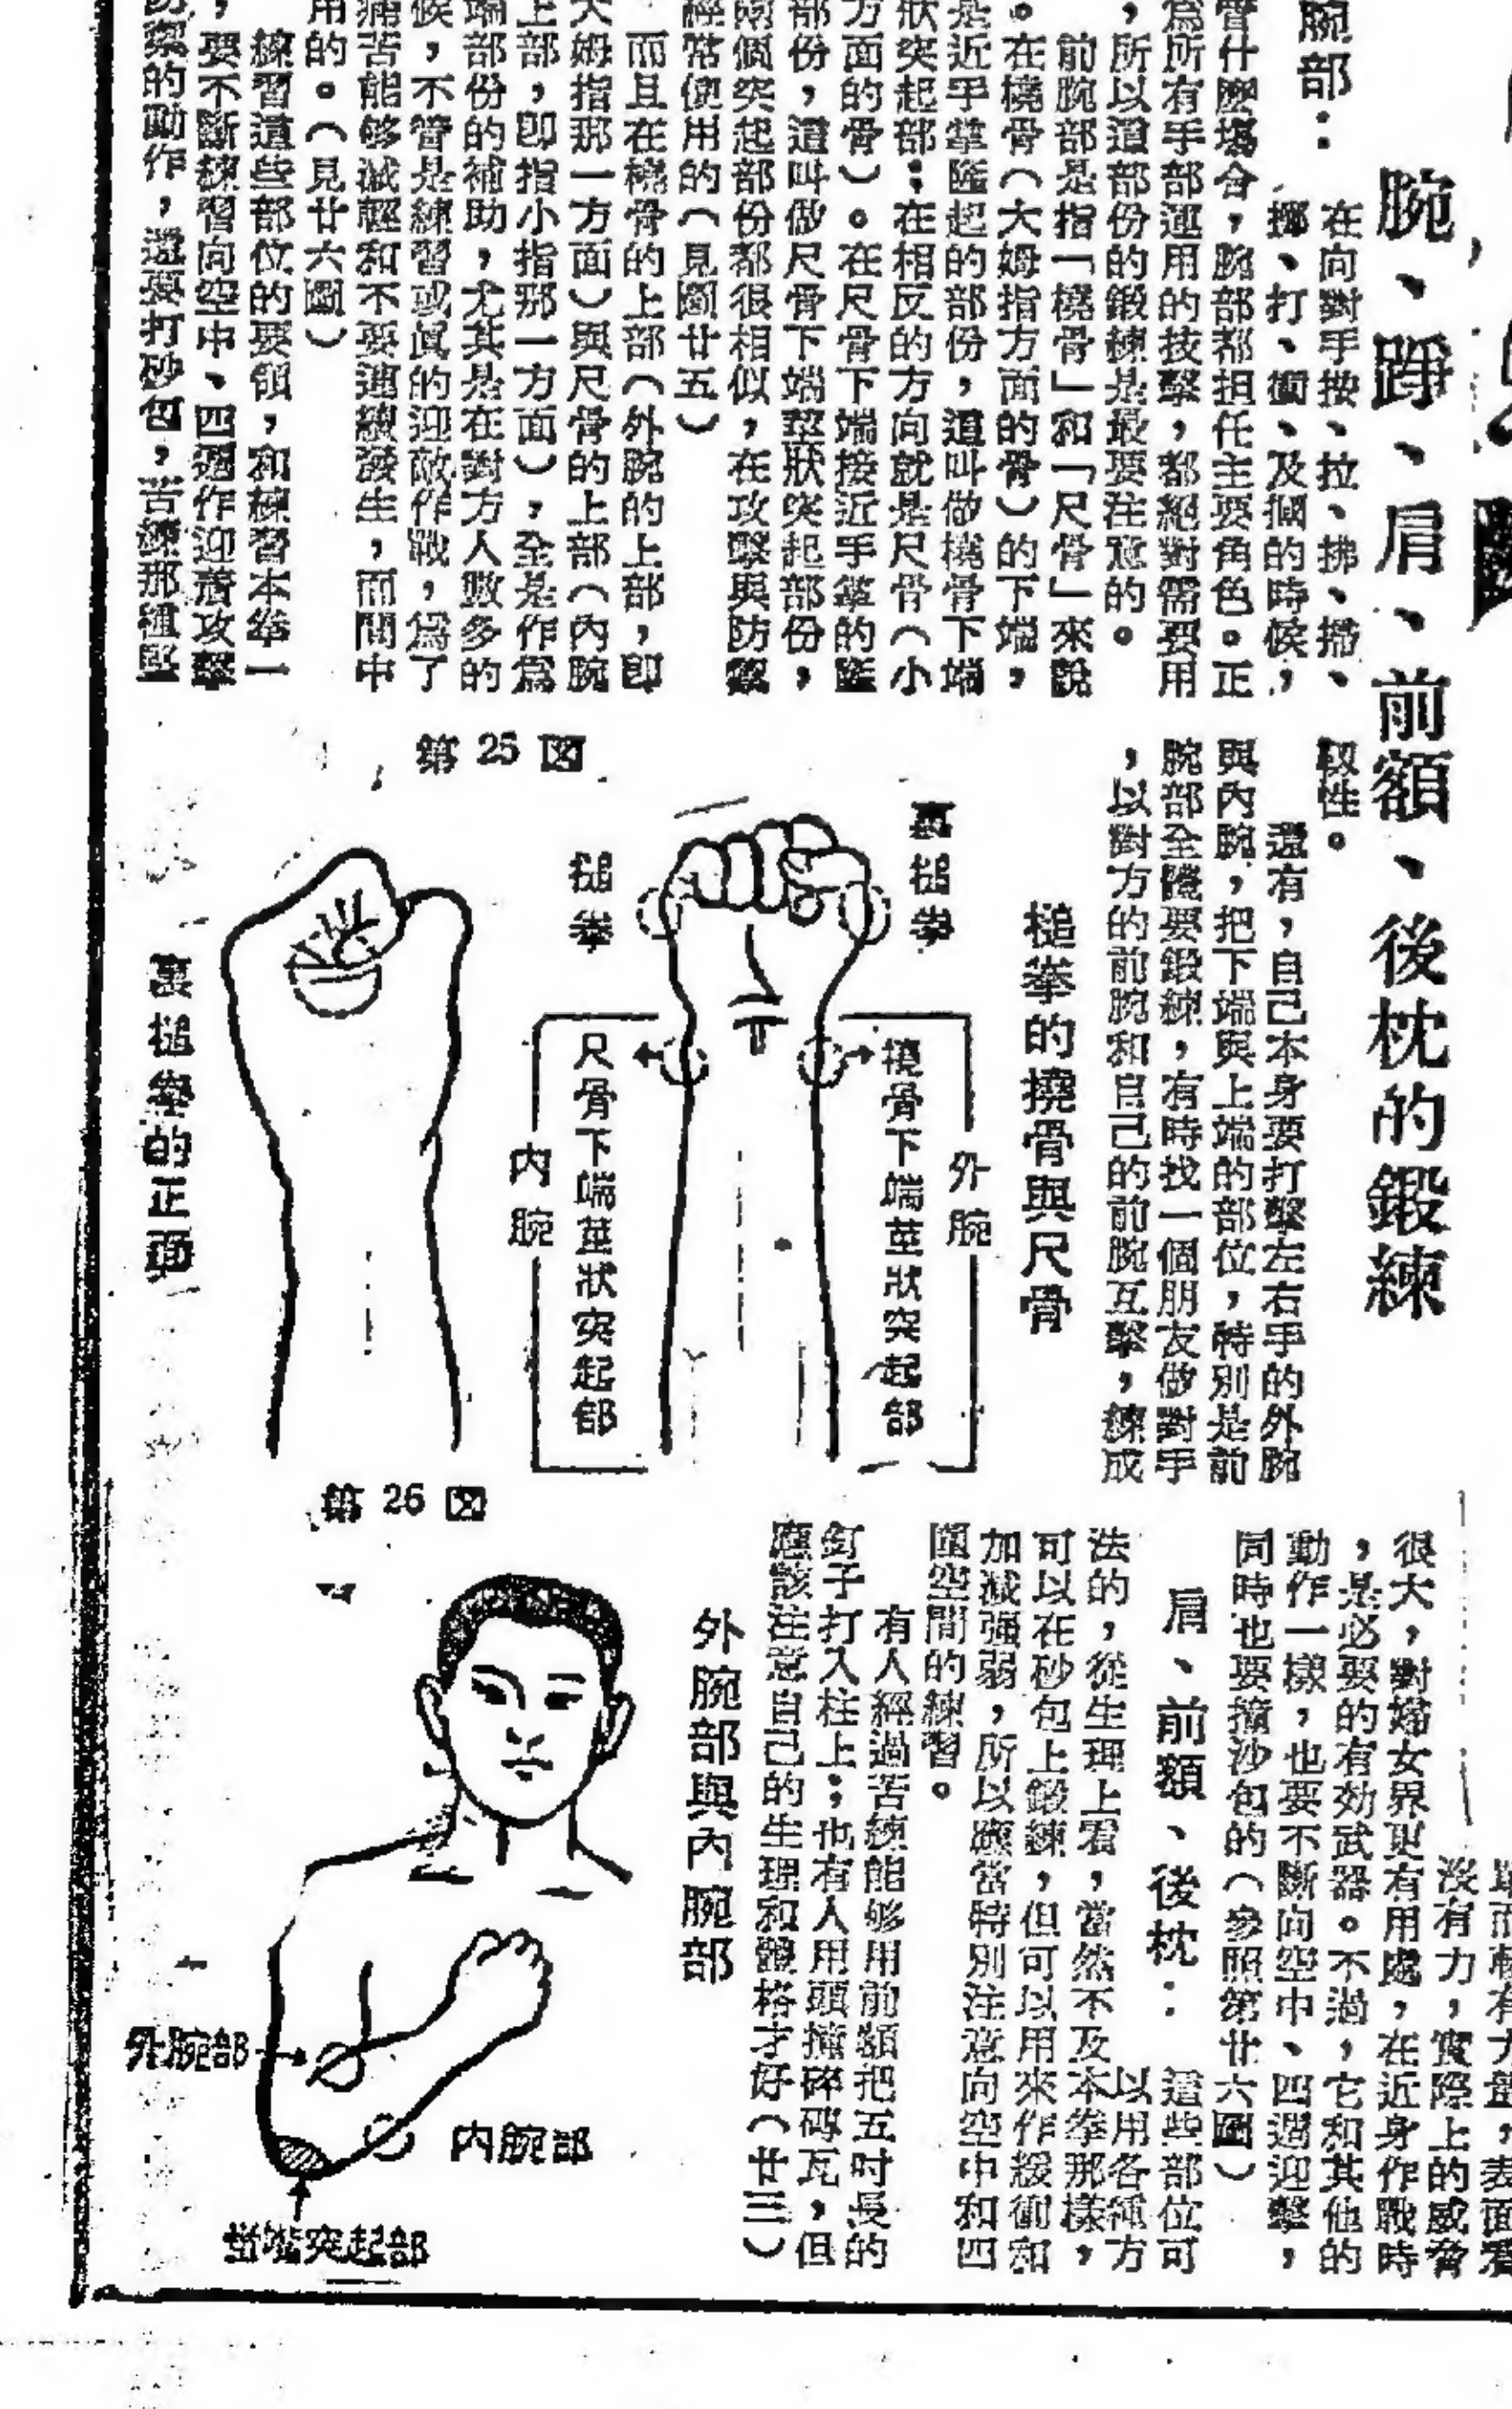 腕、踭、肩、前額、後枕的鍛練
腕部：
在向對手按、拉、拂、撥、
擲、打、衝、及摑的時候，
管什麽場合，腕部都担任主要角色。正
爲所有手部運用的技擊，都絕對需要用
，所以這部份的鍛練是最要注意的。
前腕部是指「橈骨」和「尺骨」來說
。在橈骨（大姆指方面的骨）的下端，
是近手掌隆起的部份，這叫做橈骨下端
狀突起部；在相反的方向就是尺骨（小
方面的骨）。在尺骨下端接近手掌的隆
部份，這叫做尺骨下端莖狀突起部份，
兩個突起部份都很相似，在攻擊與防禦
經常使用的（見圖廿五）
而且在橈骨的上部（外腕的上部，卽
大姆指那一方面）與尺骨的上部（內腕
上部，卽指小指那一方面），全是作爲
端部份的補助，尤其是在對方人數多的
候，不管是練習或眞的迎敵作戰，爲了
痛苦能够减輕和不要連續發生，而間中
用的。（見廿六圖）
練習這些部位的要領，和練習本拳一
，要不斷練習向空中、四週作迎着攻擊
防禦的動作，還要打砂包，苦練那種堅
靱性。
還有，自己本身要打擊左右手的外腕
與內腕，把下端與上端的部位，特別是前
腕部全體要鍛練，有時找一個朋友做對手
，以對方的前腕和自己的前腕互擊，練成
槌拳的撓骨與尺骨
第25図
裏槌拳
槌拳
外腕
撓骨下端莖狀突起部
尺骨下端莖狀突起部
内腕
裏槌拳的正面
沒有力，實際上的威脅
很大，對婦女界更有用處，在近身作戰時
，是必要的有効武器。不過，它和其他的
動作一樣，也要不斷向空中、四週迎擊，
同時也要撞沙包的（參照第廿六圖）
肩、前額、後枕：
這些部位可
以用各種方
法的，從生理上看，當然不及本拳那樣，
可以在砂包上鍛練，但可以用來作緩衝和
加减强弱，所以應當特別注意向空中和四
圍空間的練習。
有人經過苦練能够用前額把五吋長的
釘子打入柱上；也有人用頭撞碎磚瓦，但
應該注意自己的生理和體格才好（廿三）
外腕部與內腕部
第26図
外腕部
内腕部
突起部